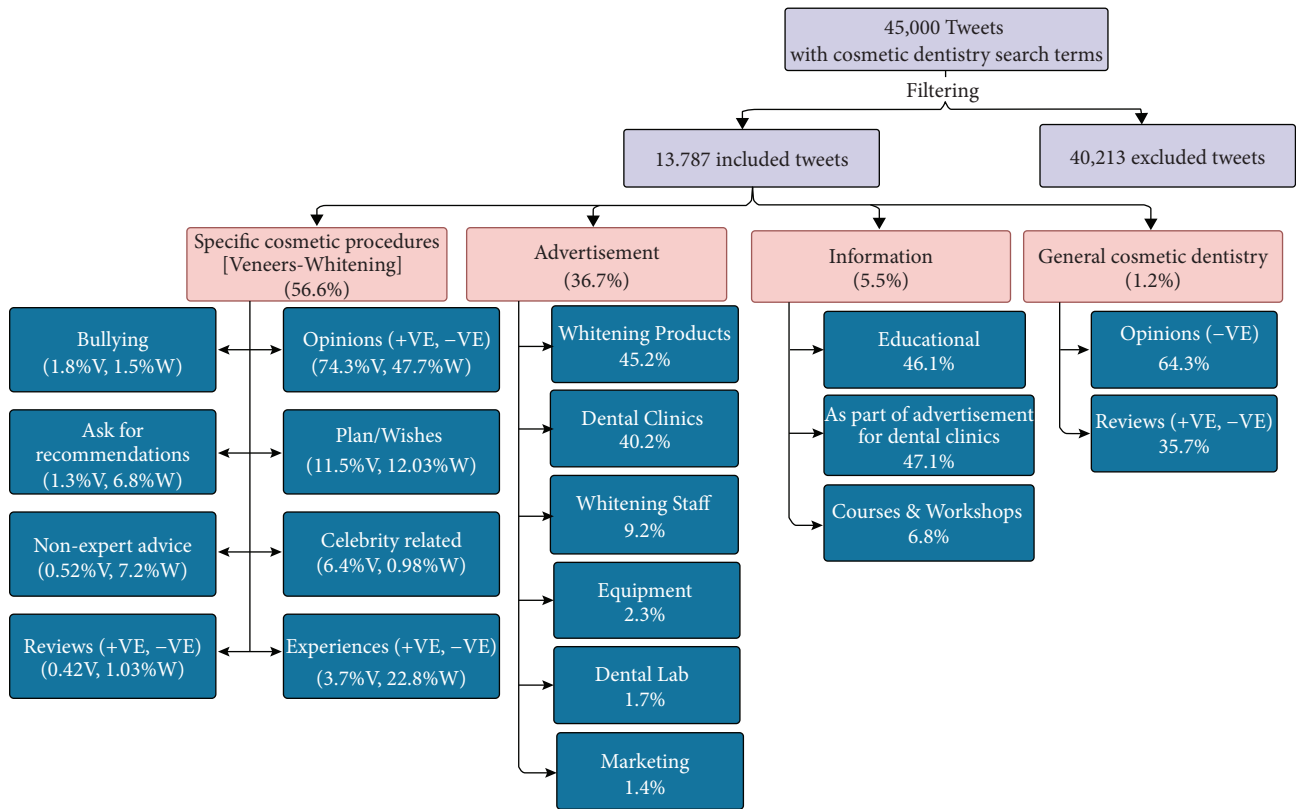 45,000 Tweets
with cosmetic dentistry search terms
Filtering
13.787 included tweets
40,213 excluded tweets
Specific cosmetic procedures
[Veneers-Whitening]
(56.6%)
Advertisement
(36.7%)
Information
(5.5%)
General cosmetic dentistry
(1.2%)
Bullying
(1.8%V, 1.5%W)
Opinions (+VE, −VE)
(74.3%V, 47.7%W)
Ask for
recommendations
(1.3%V, 6.8%W)
Plan/Wishes
(11.5%V, 12.03%W)
Non-expert advice
(0.52%V, 7.2%W)
Celebrity related
(6.4%V, 0.98%W)
Reviews (+VE, −VE)
(0.42V, 1.03%W)
Experiences (+VE, −VE)
(3.7%V, 22.8%W)
Whitening Products
45.2%
Dental Clinics
40.2%
Whitening Staff
9.2%
Equipment
2.3%
Dental Lab
1.7%
Marketing
1.4%
Educational
46.1%
As part of advertisement
for dental clinics
47.1%
Courses & Workshops
6.8%
Opinions (−VE)
64.3%
Reviews (+VE, −VE)
35.7%